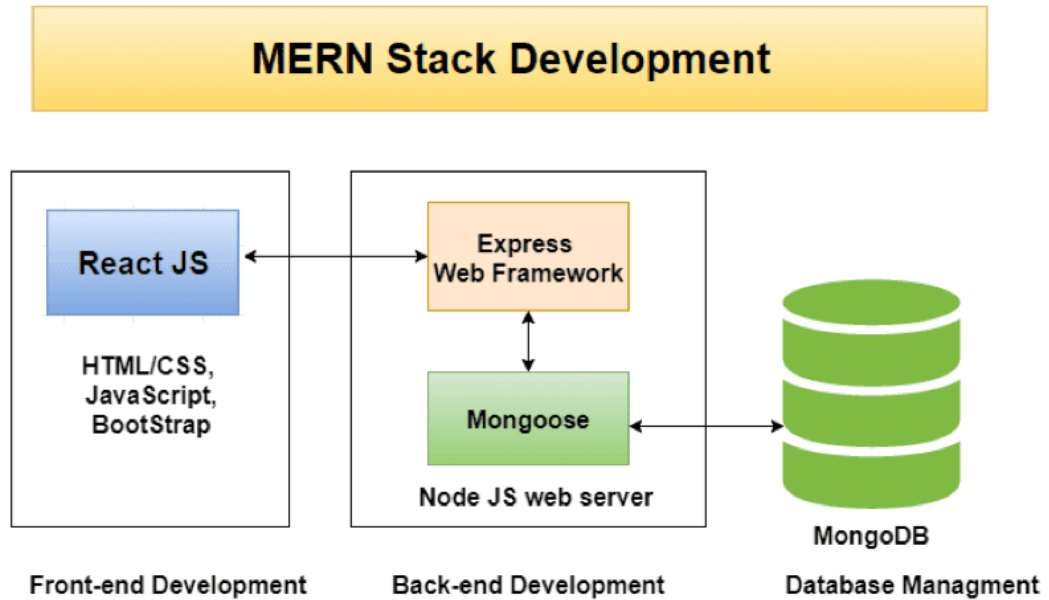 MERN Stack Development
React JS
HTML/CSS,
JavaScript,
BootStrap
Express
Web Framework
Mongoose
Node JS web server
MongoDB
Front-end Development
Back-end Development
Database Managment